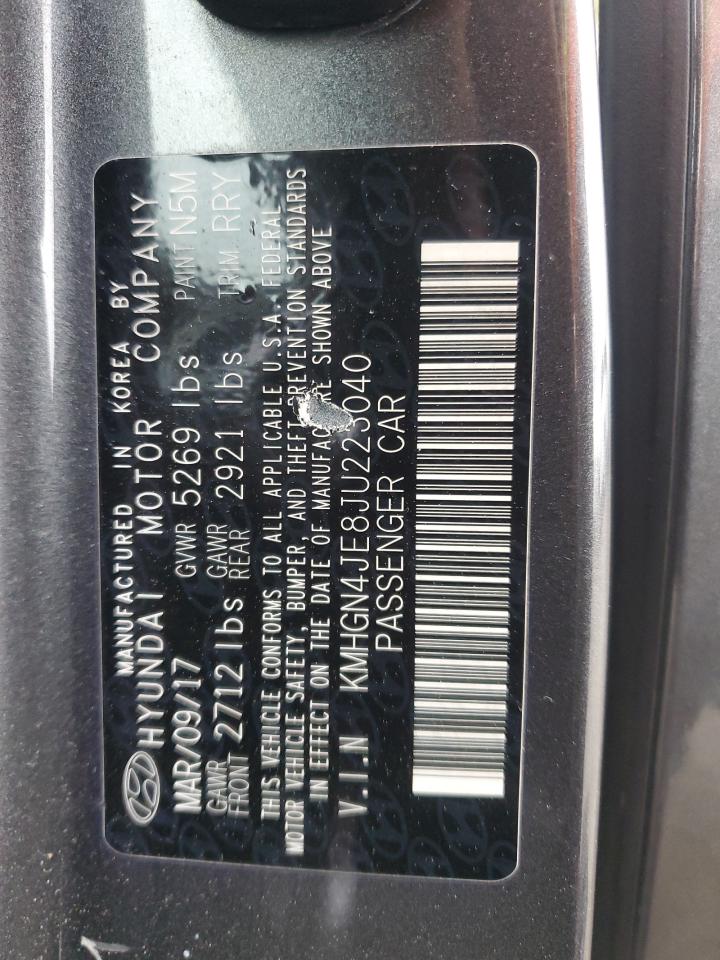 MANUFACTURED IN KOREA BY
HYUNDAI MOTOR COMPANY
MAR/09/17 GVWR 5269 lbs PAINT N5M
GAWR FRONT 2712 lbs GAWR REAR 2921 lbs TRIM RRY
THIS VEHICLE CONFORMS TO ALL APPLICABLE U.S.A. FEDERAL
MOTOR VEHICLE SAFETY, BUMPER, AND THEFT PREVENTION STANDARDS
IN EFFECT ON THE DATE OF MANUFACTURE SHOWN ABOVE
V.I.N KMHGN4JE8JU223040
PASSENGER CAR